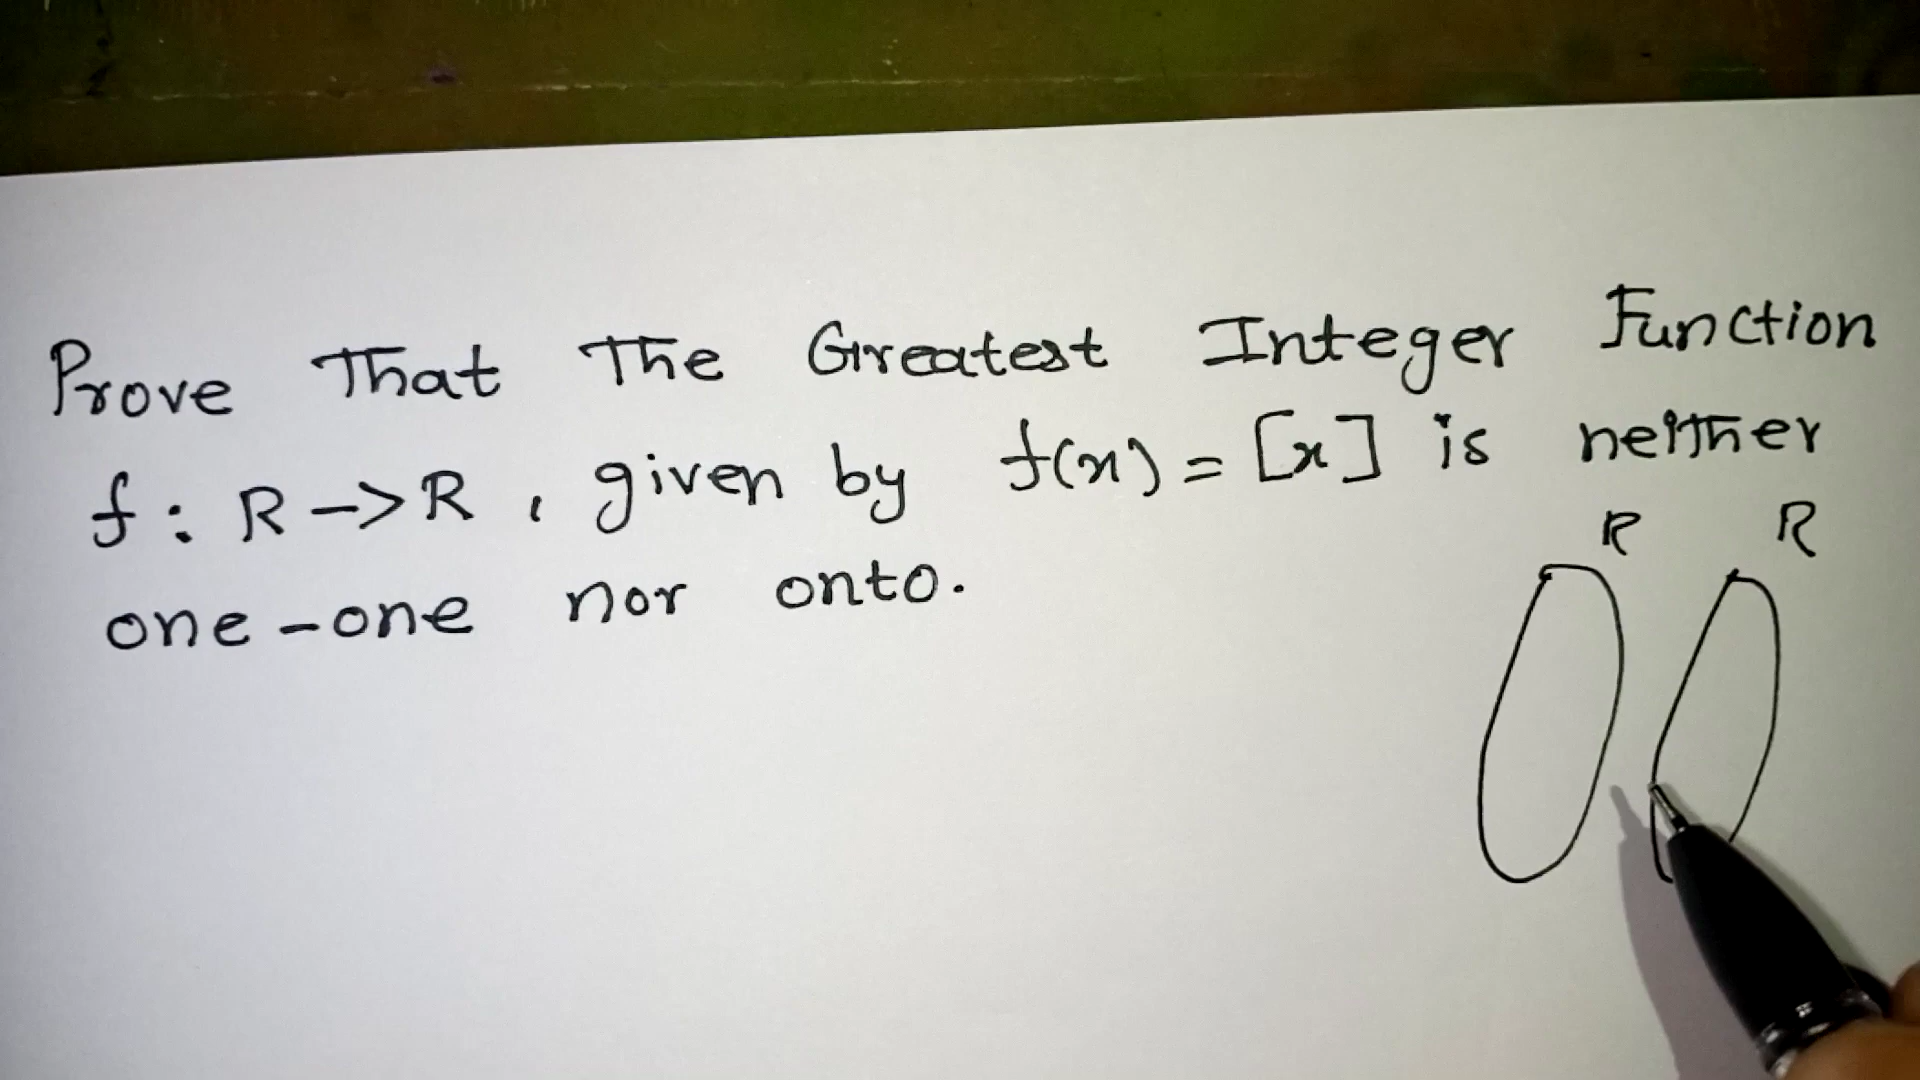 Prove That The Greatest Integer Function
f : R -> R , given by f(x) = [x] is neither
one-one nor onto.
R R